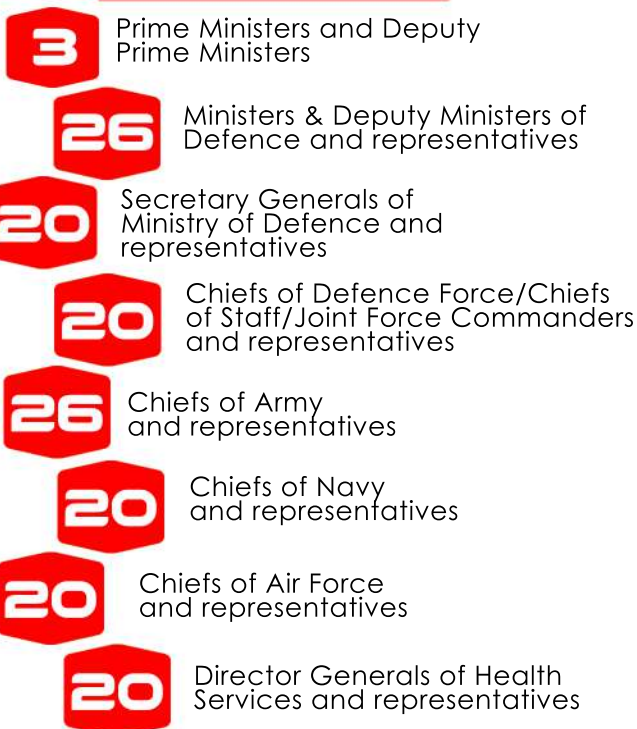 3
Prime Ministers and Deputy
Prime Ministers
26
Ministers & Deputy Ministers of
Defence and representatives
20
Secretary Generals of
Ministry of Defence and
representatives
20
Chiefs of Defence Force/Chiefs
of Staff/Joint Force Commanders
and representatives
26
Chiefs of Army
and representatives
20
Chiefs of Navy
and representatives
20
Chiefs of Air Force
and representatives
20
Director Generals of Health
Services and representatives